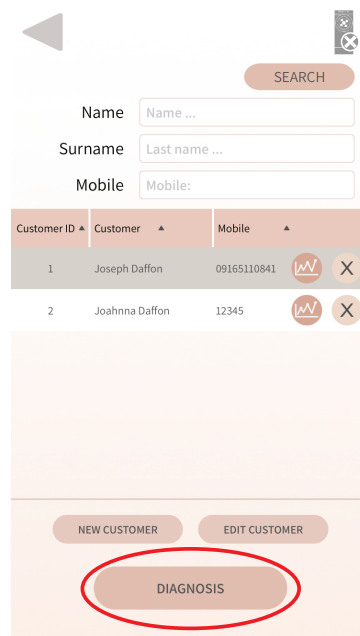 SEARCH
Name Name ...
Surname Last name ...
Mobile Mobile:
Customer ID ▲ Customer ▲ Mobile ▲
1 Joseph Daffon 09165110841 X
2 Joahnna Daffon 12345 X
NEW CUSTOMER EDIT CUSTOMER
DIAGNOSIS